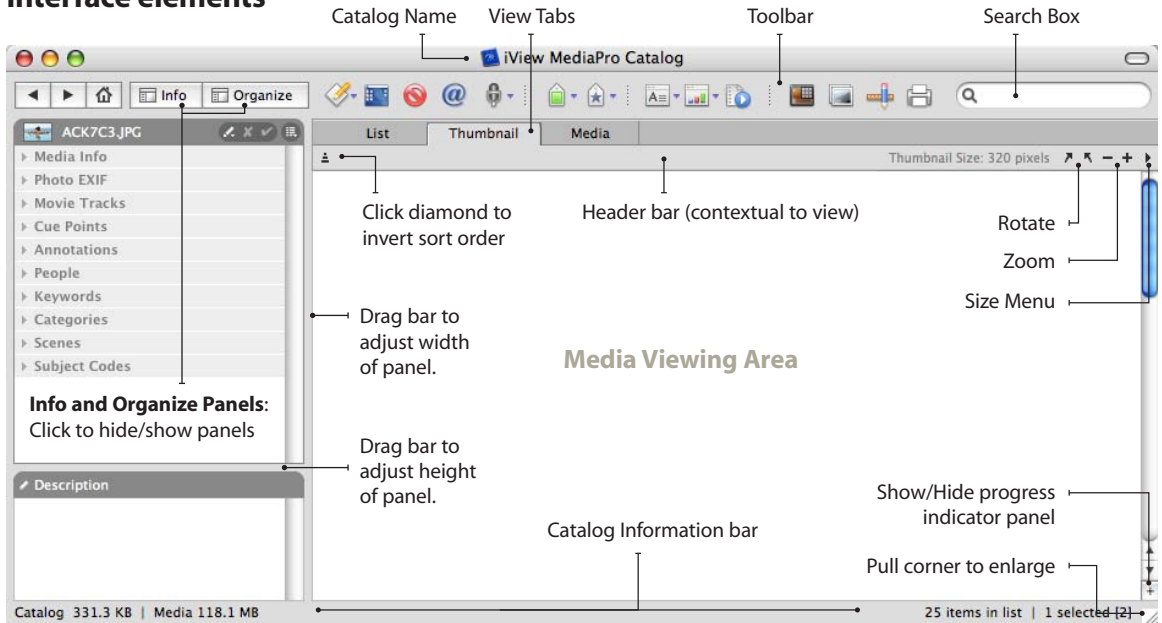 Interface elements
Catalog Name
View Tabs
Toolbar
Search Box
iView MediaPro Catalog
Info
Organize
ACK7C3.JPG
List
Thumbnail
Media
Thumbnail Size: 320 pixels
Media Info
Photo EXIF
Movie Tracks
Cue Points
Annotations
People
Keywords
Categories
Scenes
Subject Codes
Click diamond to
invert sort order
Header bar (contextual to view)
Rotate
Zoom
Size Menu
Drag bar to
adjust width
of panel.
Media Viewing Area
Info and Organize Panels:
Click to hide/show panels
Drag bar to
adjust height
of panel.
Description
Show/Hide progress
indicator panel
Catalog Information bar
Pull corner to enlarge
Catalog 331.3 KB | Media 118.1 MB
25 items in list | 1 selected [2]